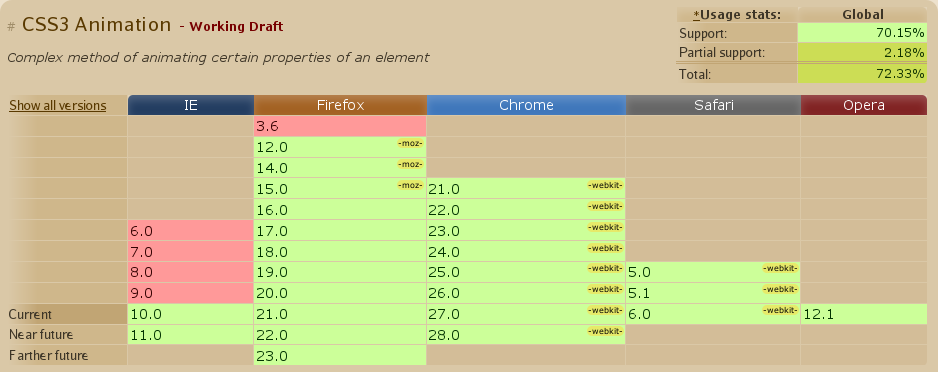 # CSS3 Animation - Working Draft
*Usage stats: Global
Support: 70.15%
Partial support: 2.18%
Total: 72.33%
Complex method of animating certain properties of an element
Show all versions IE Firefox Chrome Safari Opera
3.6
12.0 -moz-
14.0 -moz-
15.0 -moz- 21.0 -webkit-
16.0 22.0 -webkit-
6.0 17.0 23.0 -webkit-
7.0 18.0 24.0 -webkit-
8.0 19.0 25.0 -webkit- 5.0 -webkit-
9.0 20.0 26.0 -webkit- 5.1 -webkit-
Current 10.0 21.0 27.0 -webkit- 6.0 -webkit- 12.1
Near future 11.0 22.0 28.0 -webkit-
Farther future 23.0